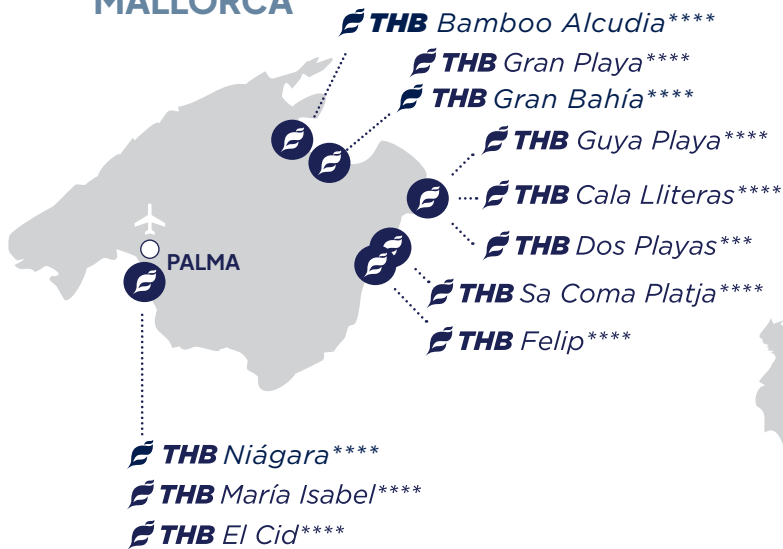 MALLORCA
THB Bamboo Alcudia****
THB Gran Playa****
THB Gran Bahía****
THB Guya Playa****
THB Cala Lliteras****
THB Dos Playas***
PALMA
THB Sa Coma Platja****
THB Felip****
THB Niágara****
THB María Isabel****
THB El Cid****